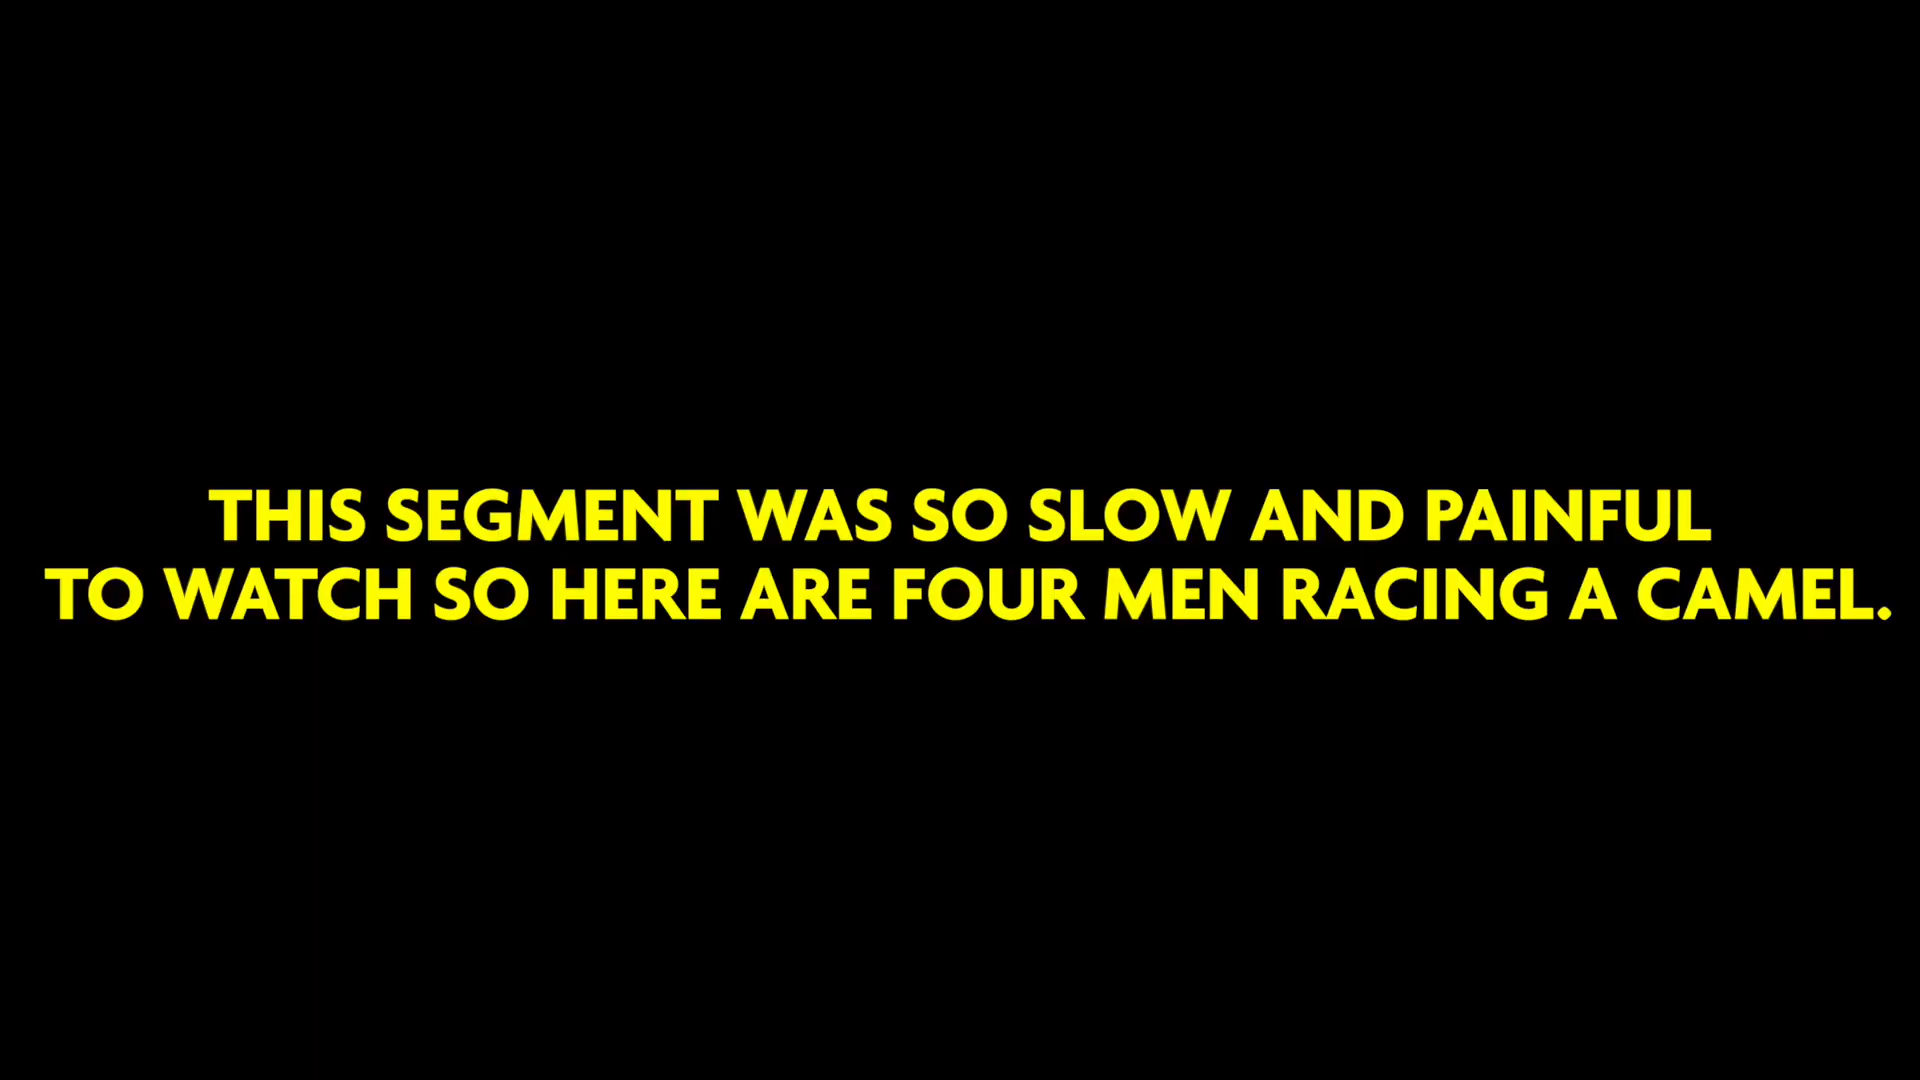 THIS SEGMENT WAS SO SLOW AND PAINFUL
TO WATCH SO HERE ARE FOUR MEN RACING A CAMEL.